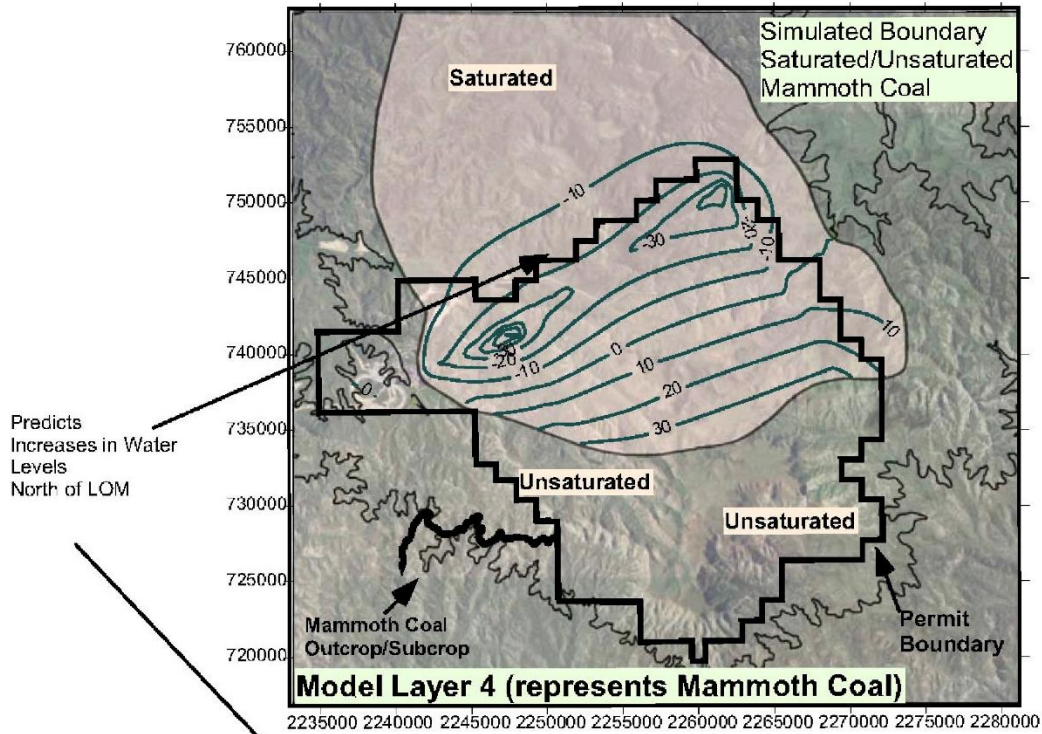 Simulated Boundary
Saturated/Unsaturated
Mammoth Coal
Saturated
760000
755000
750000
745000
740000
735000
730000
725000
720000
-10
-30
-20
-10
-30
-20
-10
0
10
10
20
30
0
Predicts
Increases in Water
Levels
North of LOM
Unsaturated
Unsaturated
Mammoth Coal
Outcrop/Subcrop
Permit
Boundary
Model Layer 4 (represents Mammoth Coal)
2235000 2240000 2245000 2250000 2255000 2260000 2265000 2270000 2275000 2280000